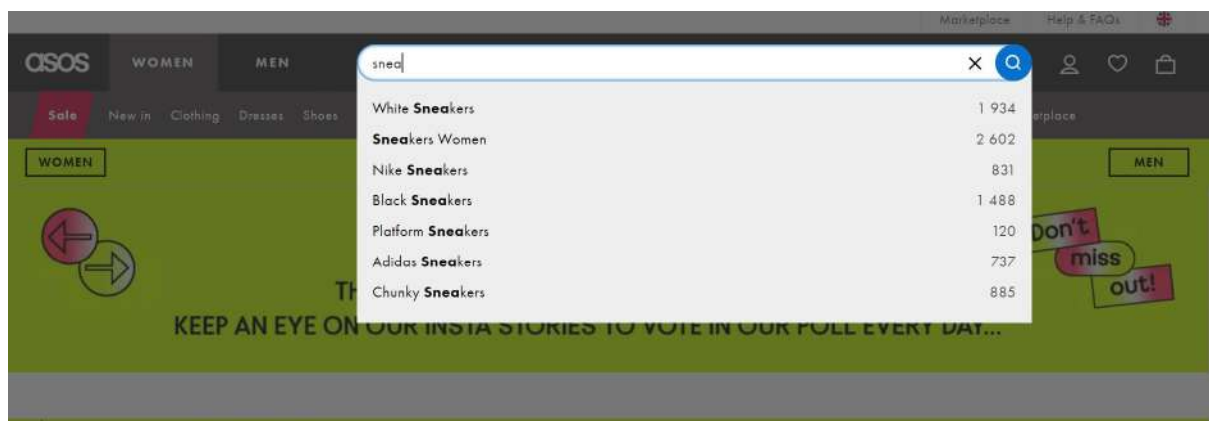 Marketplace Help & FAQs
asos WOMEN MEN
snea
Sale New in Clothing Dresses Shoes
White Sneakers 1 934
Sneakers Women 2 602
Nike Sneakers 831
Black Sneakers 1 488
Platform Sneakers 120
Adidas Sneakers 737
Chunky Sneakers 885
WOMEN
MEN
Don't
miss
out!
KEEP AN EYE ON OUR INSTA STORIES TO VOTE IN OUR POLL EVERY DAY...